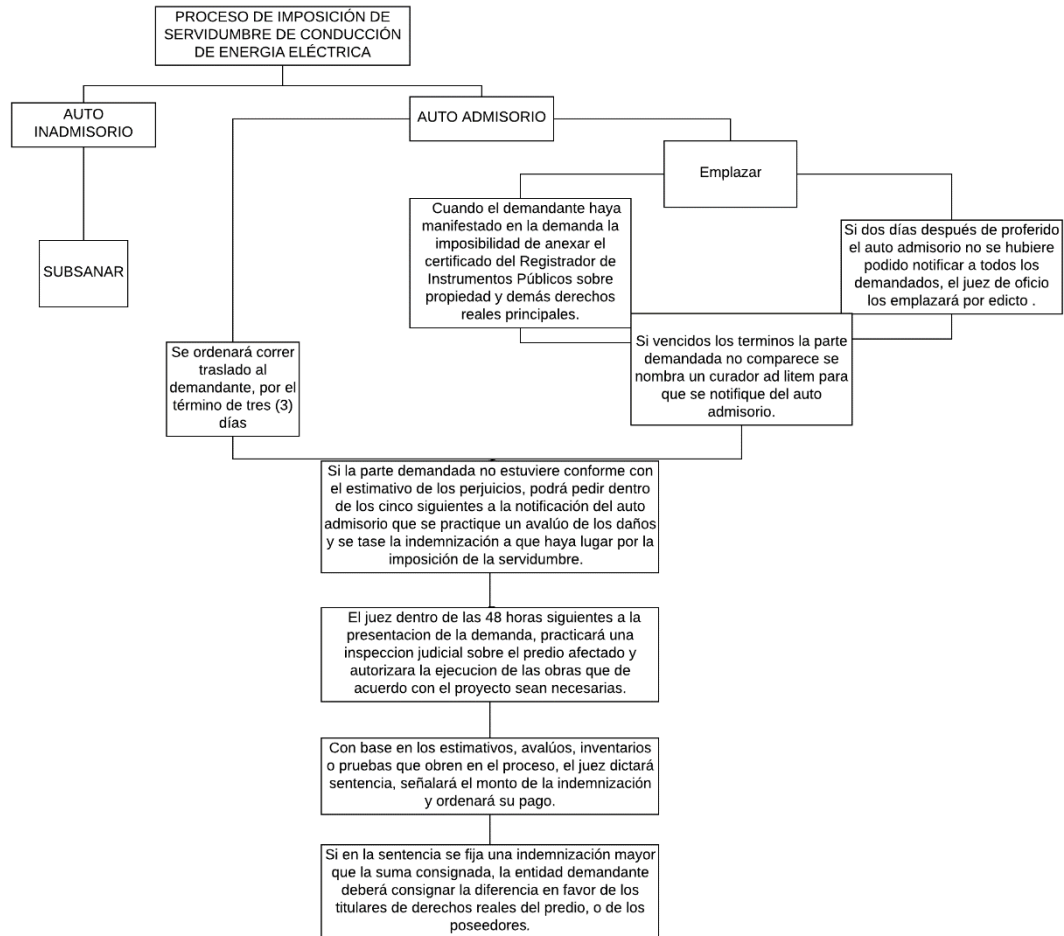 PROCESO DE IMPOSICIÓN DE
SERVIDUMBRE DE CONDUCCIÓN
DE ENERGIA ELÉCTRICA
AUTO
INADMISORIO
SUBSANAR
AUTO ADMISORIO
Emplazar
Cuando el demandante haya
manifestado en la demanda la
imposibilidad de anexar el
certificado del Registrador de
Instrumentos Públicos sobre
propiedad y demás derechos
reales principales.
Si dos días después de proferido
el auto admisorio no se hubiere
podido notificar a todos los
demandados, el juez de oficio
los emplazará por edicto .
Si vencidos los terminos la parte
demandada no comparece se
nombra un curador ad litem para
que se notifique del auto
admisorio.
Se ordenará correr
traslado al
demandante, por el
término de tres (3)
días
Si la parte demandada no estuviere conforme con
el estimativo de los perjuicios, podrá pedir dentro
de los cinco siguientes a la notificación del auto
admisorio que se practique un avalúo de los daños
y se tase la indemnización a que haya lugar por la
imposición de la servidumbre.
El juez dentro de las 48 horas siguientes a la
presentacion de la demanda, practicará una
inspeccion judicial sobre el predio afectado y
autorizara la ejecucion de las obras que de
acuerdo con el proyecto sean necesarias.
Con base en los estimativos, avalúos, inventarios
o pruebas que obren en el proceso, el juez dictará
sentencia, señalará el monto de la indemnización
y ordenará su pago.
Si en la sentencia se fija una indemnización mayor
que la suma consignada, la entidad demandante
deberá consignar la diferencia en favor de los
titulares de derechos reales del predio, o de los
poseedores.